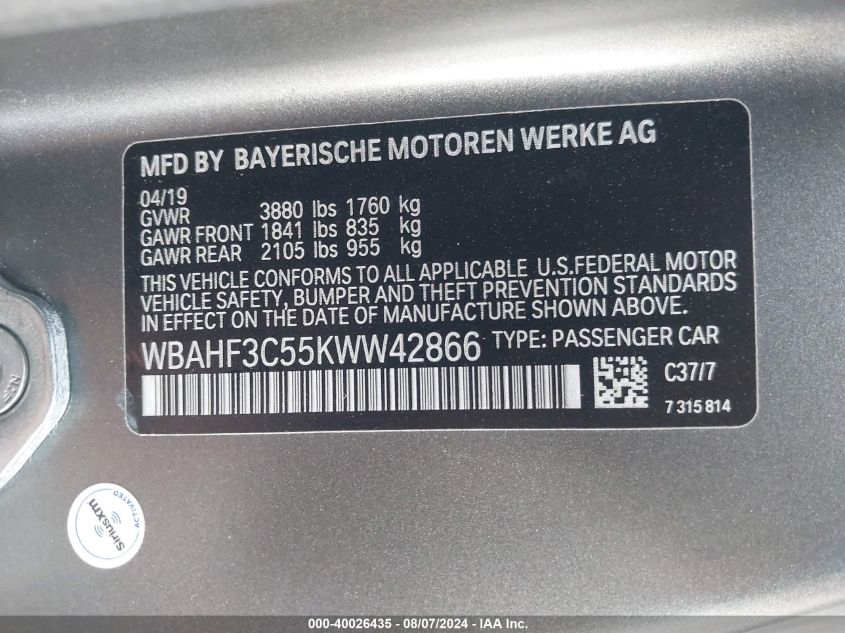 MFD BY BAYERISCHE MOTOREN WERKE AG
04/19
GVWR 3880 lbs 1760 kg
GAWR FRONT 1841 lbs 835 kg
GAWR REAR 2105 lbs 955 kg
THIS VEHICLE CONFORMS TO ALL APPLICABLE U.S.FEDERAL MOTOR
VEHICLE SAFETY, BUMPER AND THEFT PREVENTION STANDARDS
IN EFFECT ON THE DATE OF MANUFACTURE SHOWN ABOVE.
WBAHF3C55KWW42866 TYPE: PASSENGER CAR
C37/7
7 315 814
ACTIVATED
SiriusXm
000-40026435 - 08/07/2024 - IAA Inc.